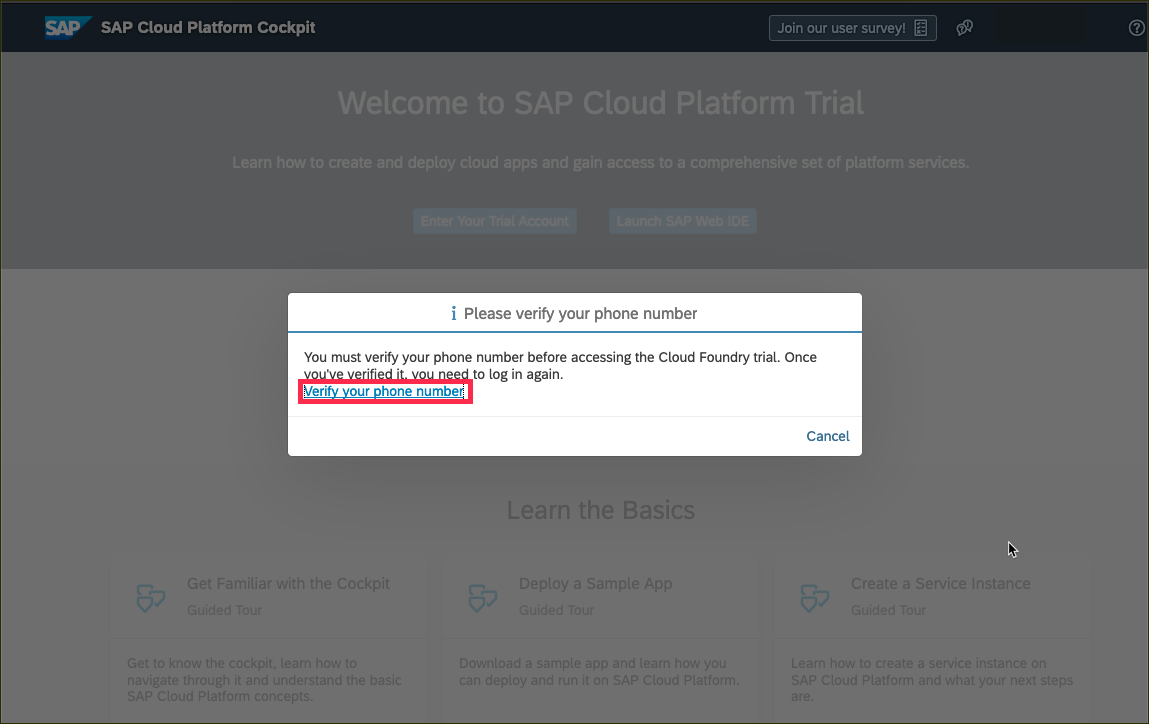 SAP SAP Cloud Platform Cockpit
Join our user survey!
Welcome to SAP Cloud Platform Trial
Learn how to create and deploy cloud apps and gain access to a comprehensive set of platform services.
Enter Your Trial Account
Launch SAP Web IDE
i Please verify your phone number
You must verify your phone number before accessing the Cloud Foundry trial. Once
you've verified it, you need to log in again.
Verify your phone number
Cancel
Learn the Basics
Get Familiar with the Cockpit
Guided Tour
Get to know the cockpit, learn how to
navigate through it and understand the basic
SAP Cloud Platform concepts.
Deploy a Sample App
Guided Tour
Download a sample app and learn how you
can deploy and run it on SAP Cloud Platform.
Create a Service Instance
Guided Tour
Learn how to create a service instance on
SAP Cloud Platform and what your next steps
are.